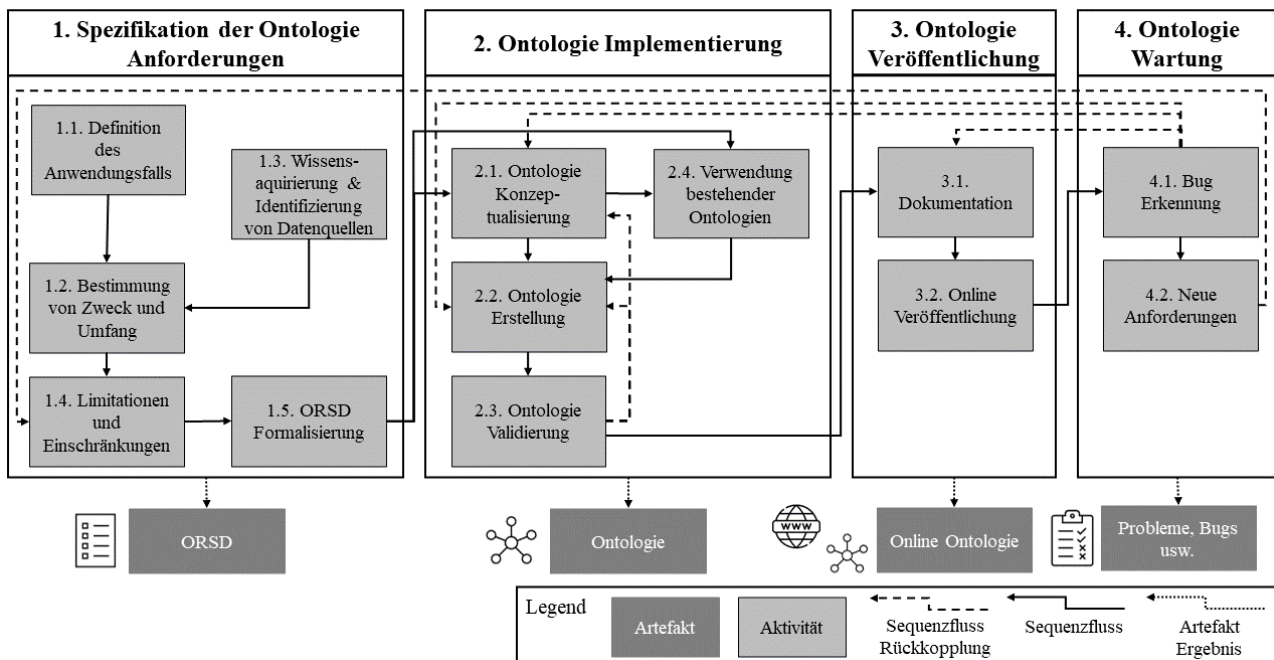 1. Spezifikation der Ontologie
Anforderungen
2. Ontologie Implementierung
3. Ontologie
Veröffentlichung
4. Ontologie
Wartung
1.1. Definition
des
Anwendungsfalls
1.3. Wissens-
aquirierung &
Identifizierung
von Datenquellen
1.2. Bestimmung
von Zweck und
Umfang
1.4. Limitationen
und
Einschränkungen
1.5. ORSD
Formalisierung
2.1. Ontologie
Konzep-
tualisierung
2.4. Verwendung
bestehender
Ontologien
2.2. Ontologie
Erstellung
2.3. Ontologie
Validierung
3.1.
Dokumentation
3.2. Online
Veröffentlichung
4.1. Bug
Erkennung
4.2. Neue
Anforderungen
ORSD
Ontologie
WWW
Online Ontologie
Probleme, Bugs
usw.
Legend
Artefakt
Aktivität
Sequenzfluss
Rückkopplung
Sequenzfluss
Artefakt
Ergebnis